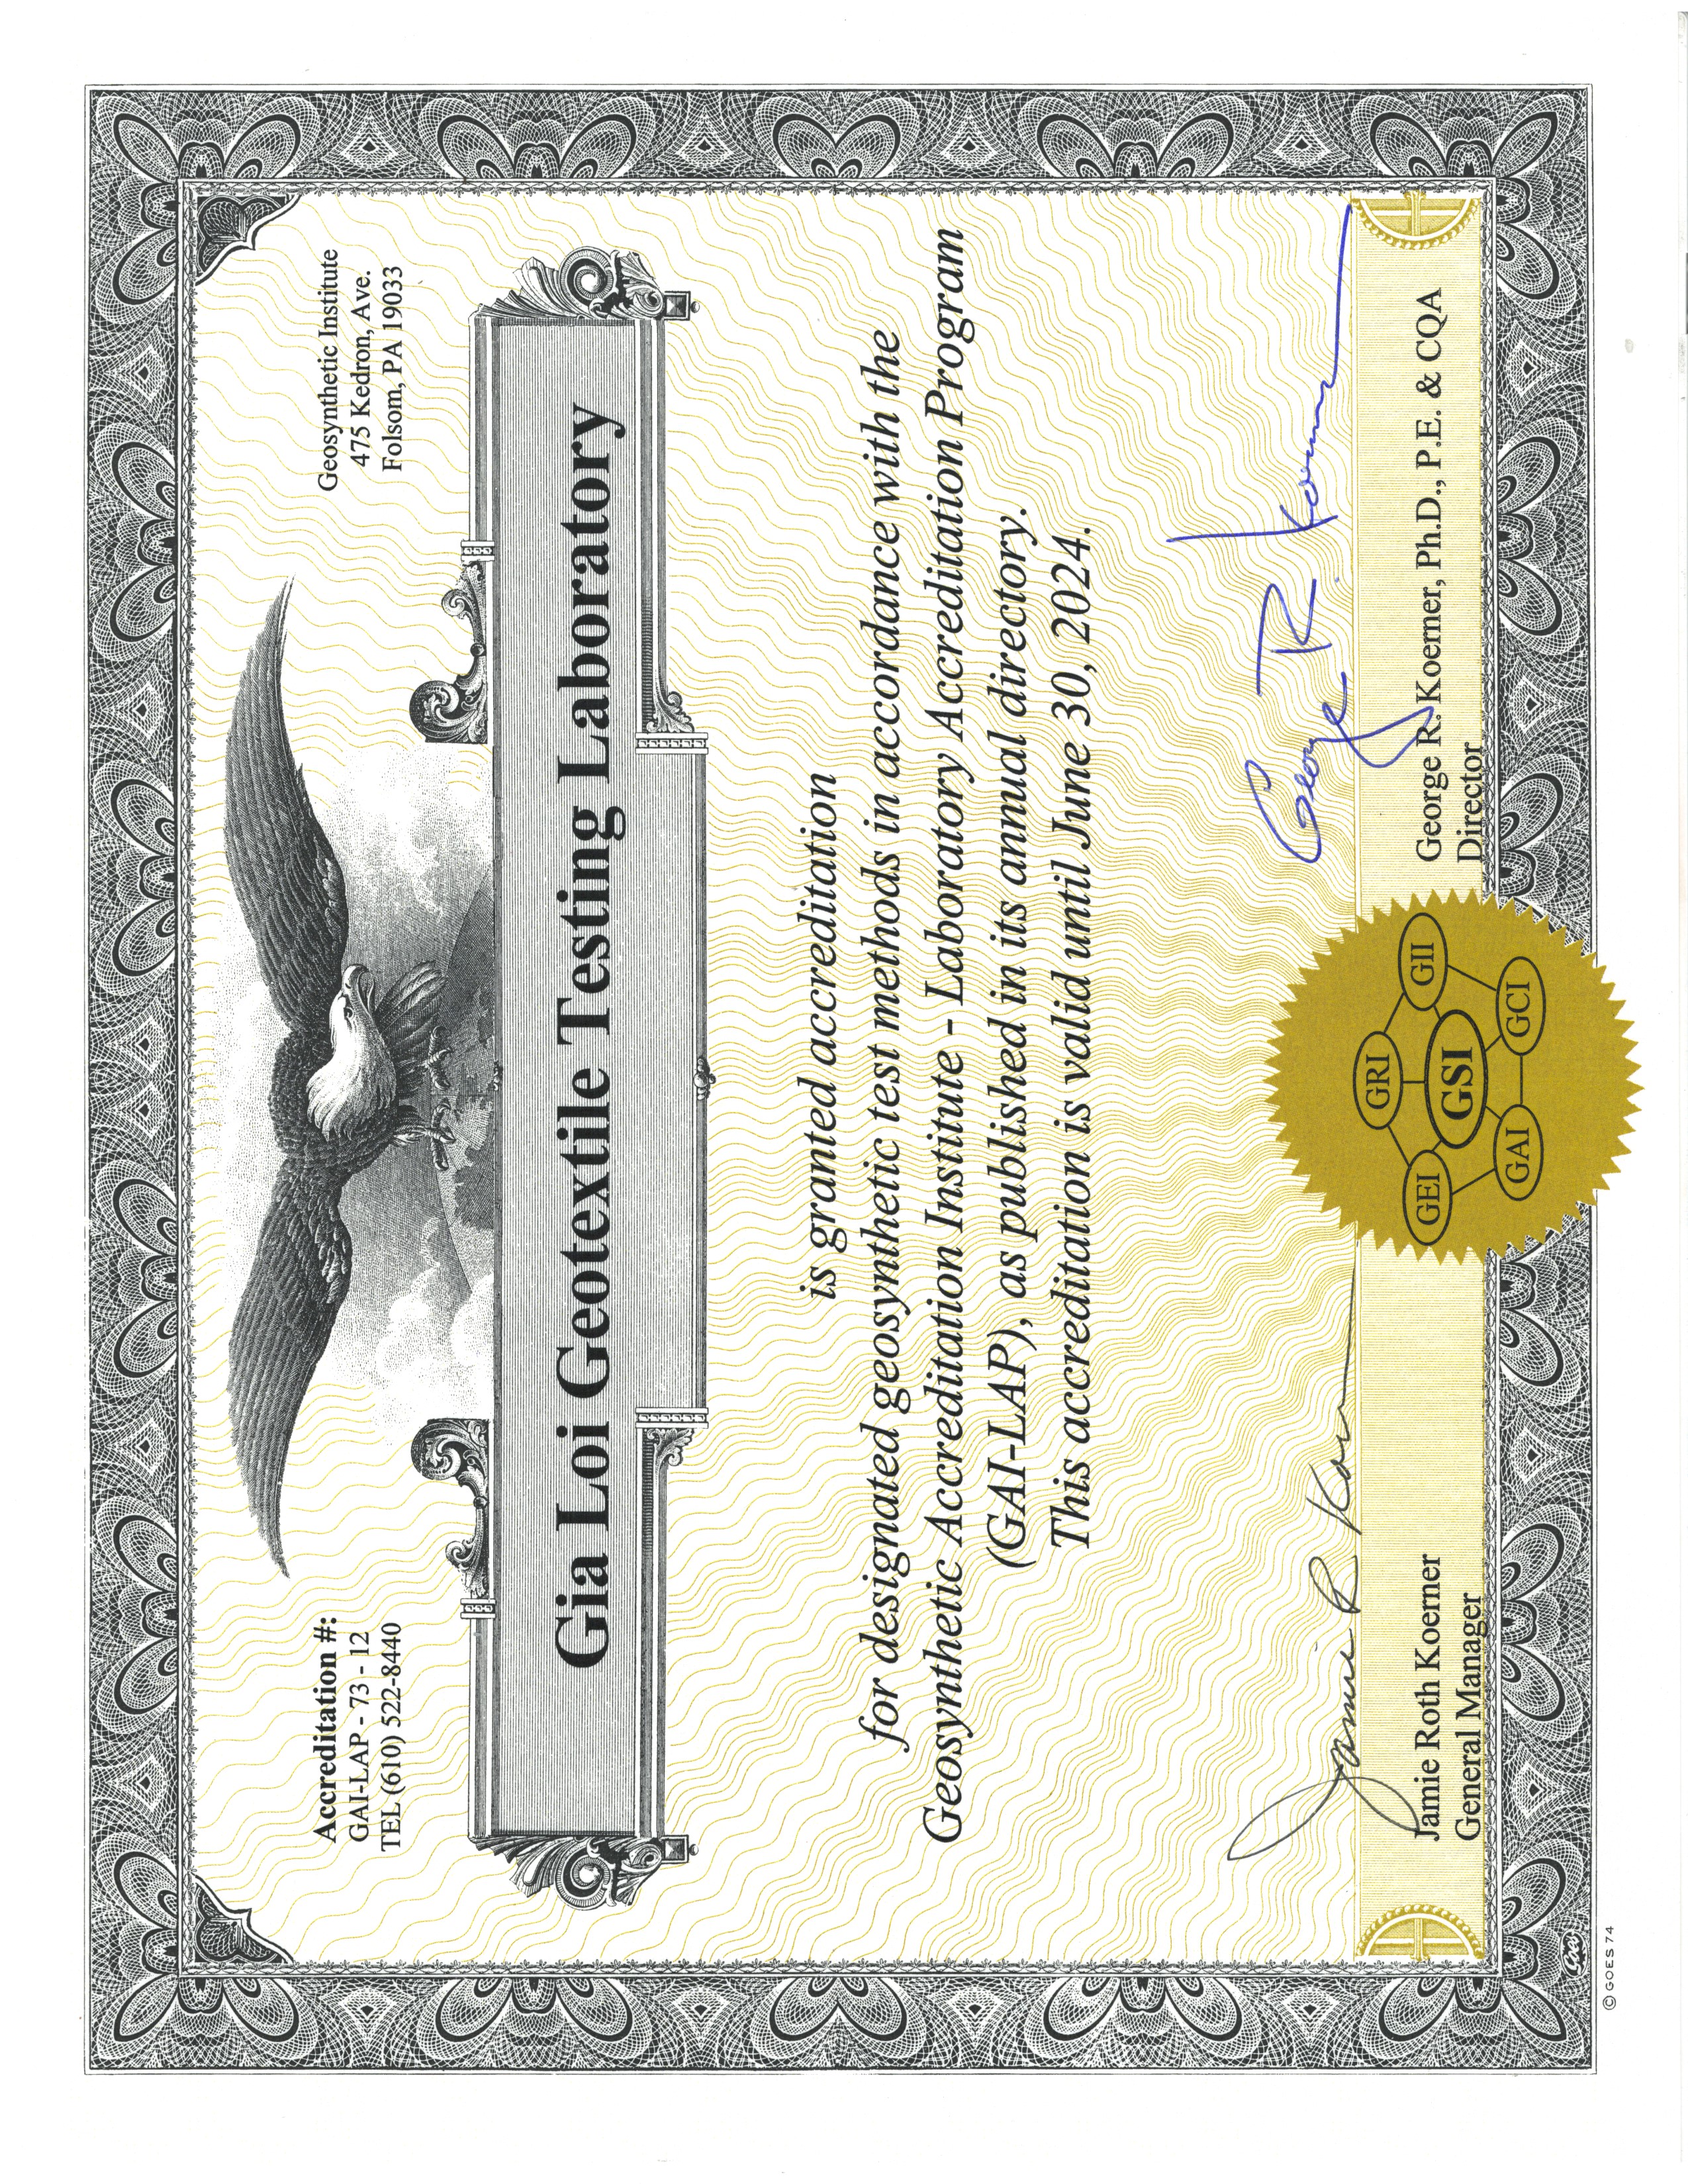 Accreditation #:
GAI-LAP - 73 - 12
TEL (610) 522-8440
Geosynthetic Institute
475 Kedron, Ave.
Folsom, PA 19033
Gia Loi Geotextile Testing Laboratory
is granted accreditation
for designated geosynthetic test methods in accordance with the
Geosynthetic Accreditation Institute - Laboratory Accreditation Program
(GAI-LAP), as published in its annual directory.
This accreditation is valid until June 30, 2024.
Jamie R Koer
George R. Koerner
Jamie Roth Koerner
General Manager
GRI
GEI
GII
GSI
GAI
GCI
George R. Koerner, Ph.D., P.E. & CQA
Director
Goes
© GOES 74